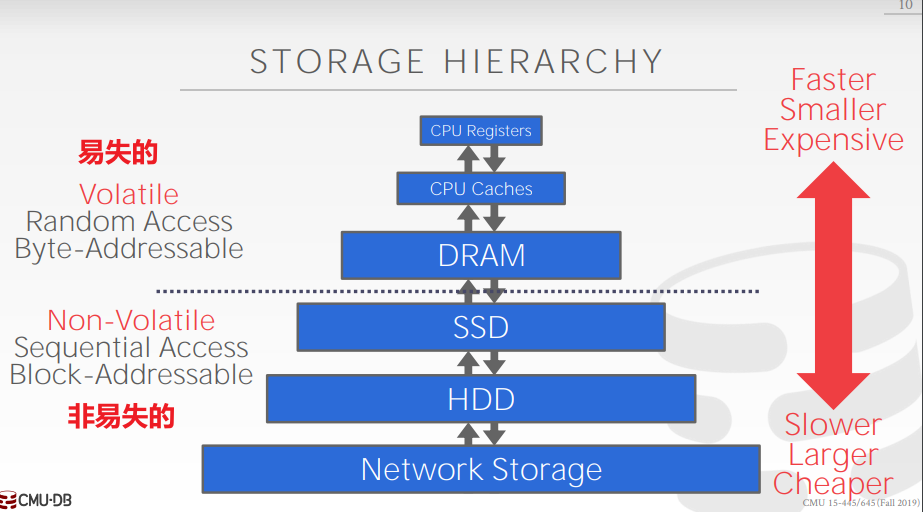 10
STORAGE HIERARCHY
易失的
Volatile
Random Access
Byte-Addressable
Non-Volatile
Sequential Access
Block-Addressable
非易失的
CPU Registers
CPU Caches
DRAM
SSD
HDD
Network Storage
Faster
Smaller
Expensive
Slower
Larger
Cheaper
CMU·DB
CMU 15-445/645 (Fall 2019)